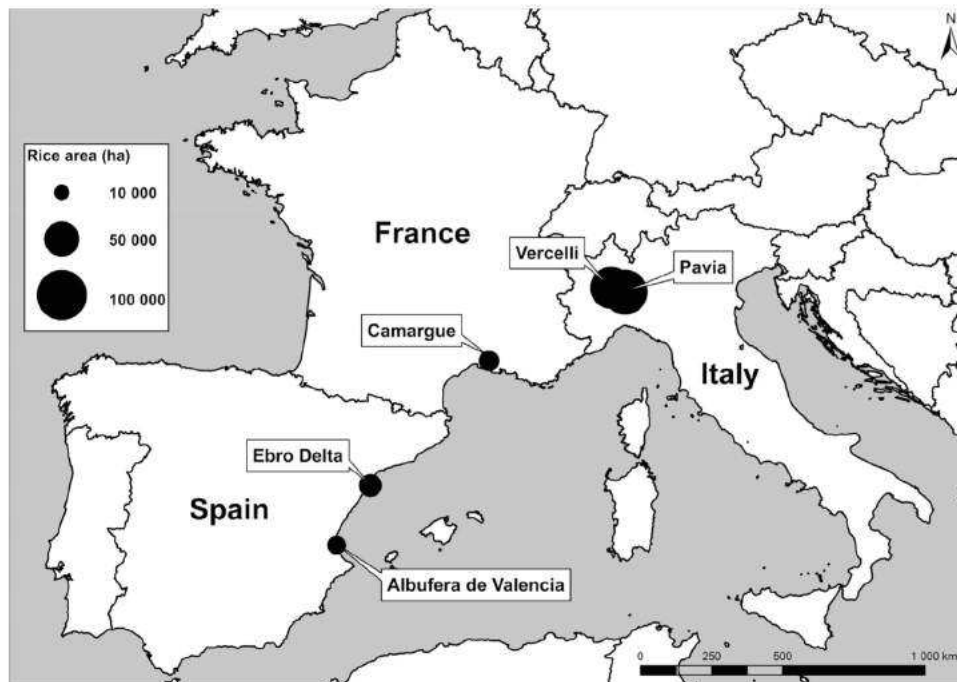 N
Rice area (ha)
10 000
50 000
100 000
France
Vercelli
Pavia
Camargue
Italy
Ebro Delta
Spain
Albufera de Valencia
0 250 500 1 000 km